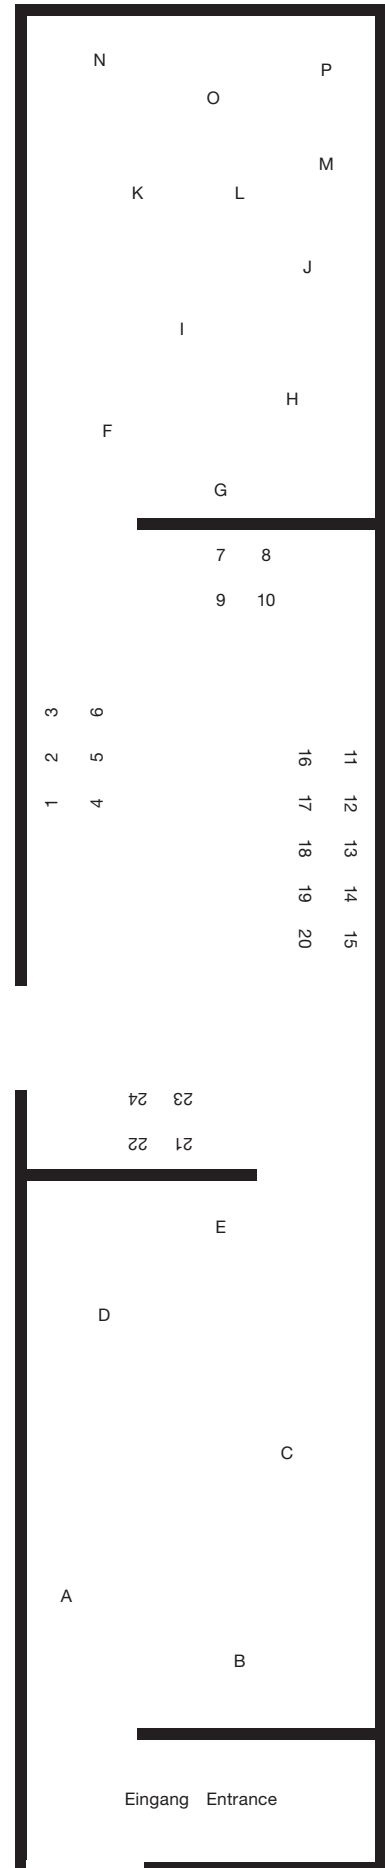 N
P
O
M
K L
J
I
H
F
G
7 8
9 10
3 6
2 5
1 4
16 11
17 12
18 13
19 14
20 15
24 23
22 21
E
D
C
A
B
Eingang Entrance